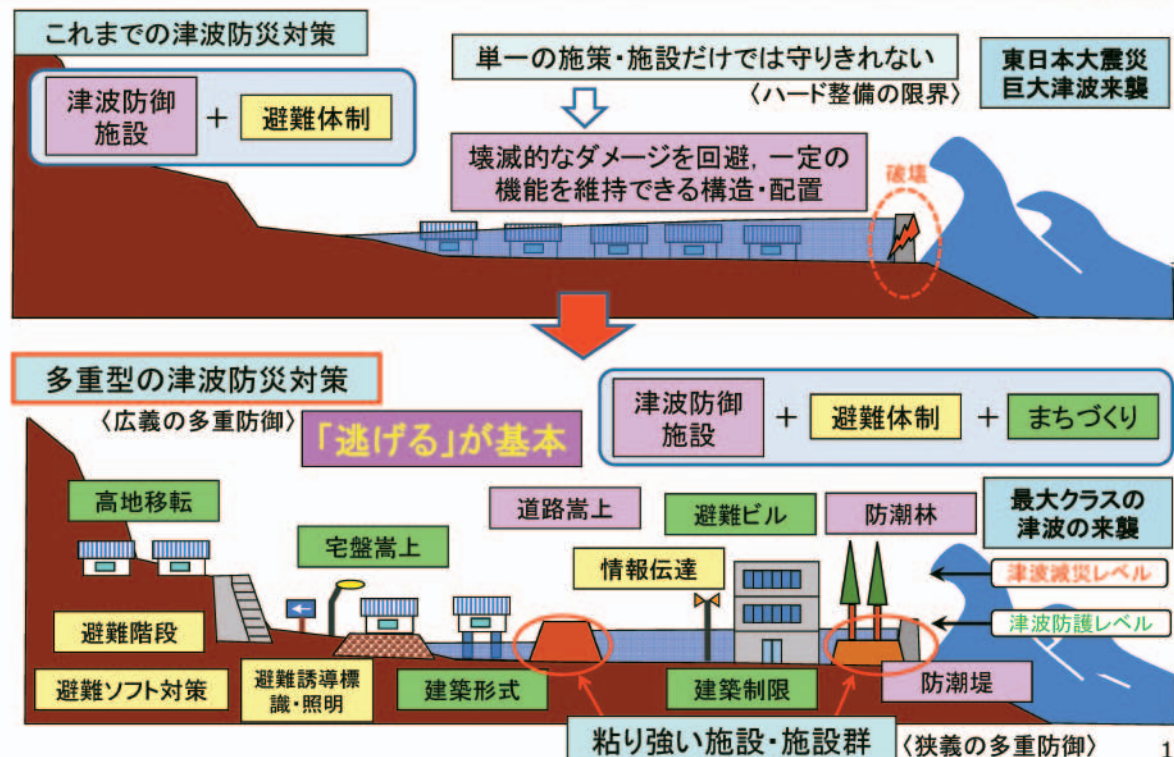 これまでの津波防災対策
津波防御
施設
+
避難体制
単一の施策・施設だけでは守りきれない
〈ハード整備の限界〉
東日本大震災
巨大津波来襲
壊滅的なダメージを回避，一定の
機能を維持できる構造・配置
破壊
多重型の津波防災対策
〈広義の多重防御〉
「逃げる」が基本
津波防御
施設
+
避難体制
+
まちづくり
高地移転
宅盤嵩上
道路嵩上
避難ビル
防潮林
最大クラスの
津波の来襲
情報伝達
津波減災レベル
津波防護レベル
避難階段
避難ソフト対策
避難誘導標
識・照明
建築形式
建築制限
防潮堤
粘り強い施設・施設群
〈狭義の多重防御〉
1